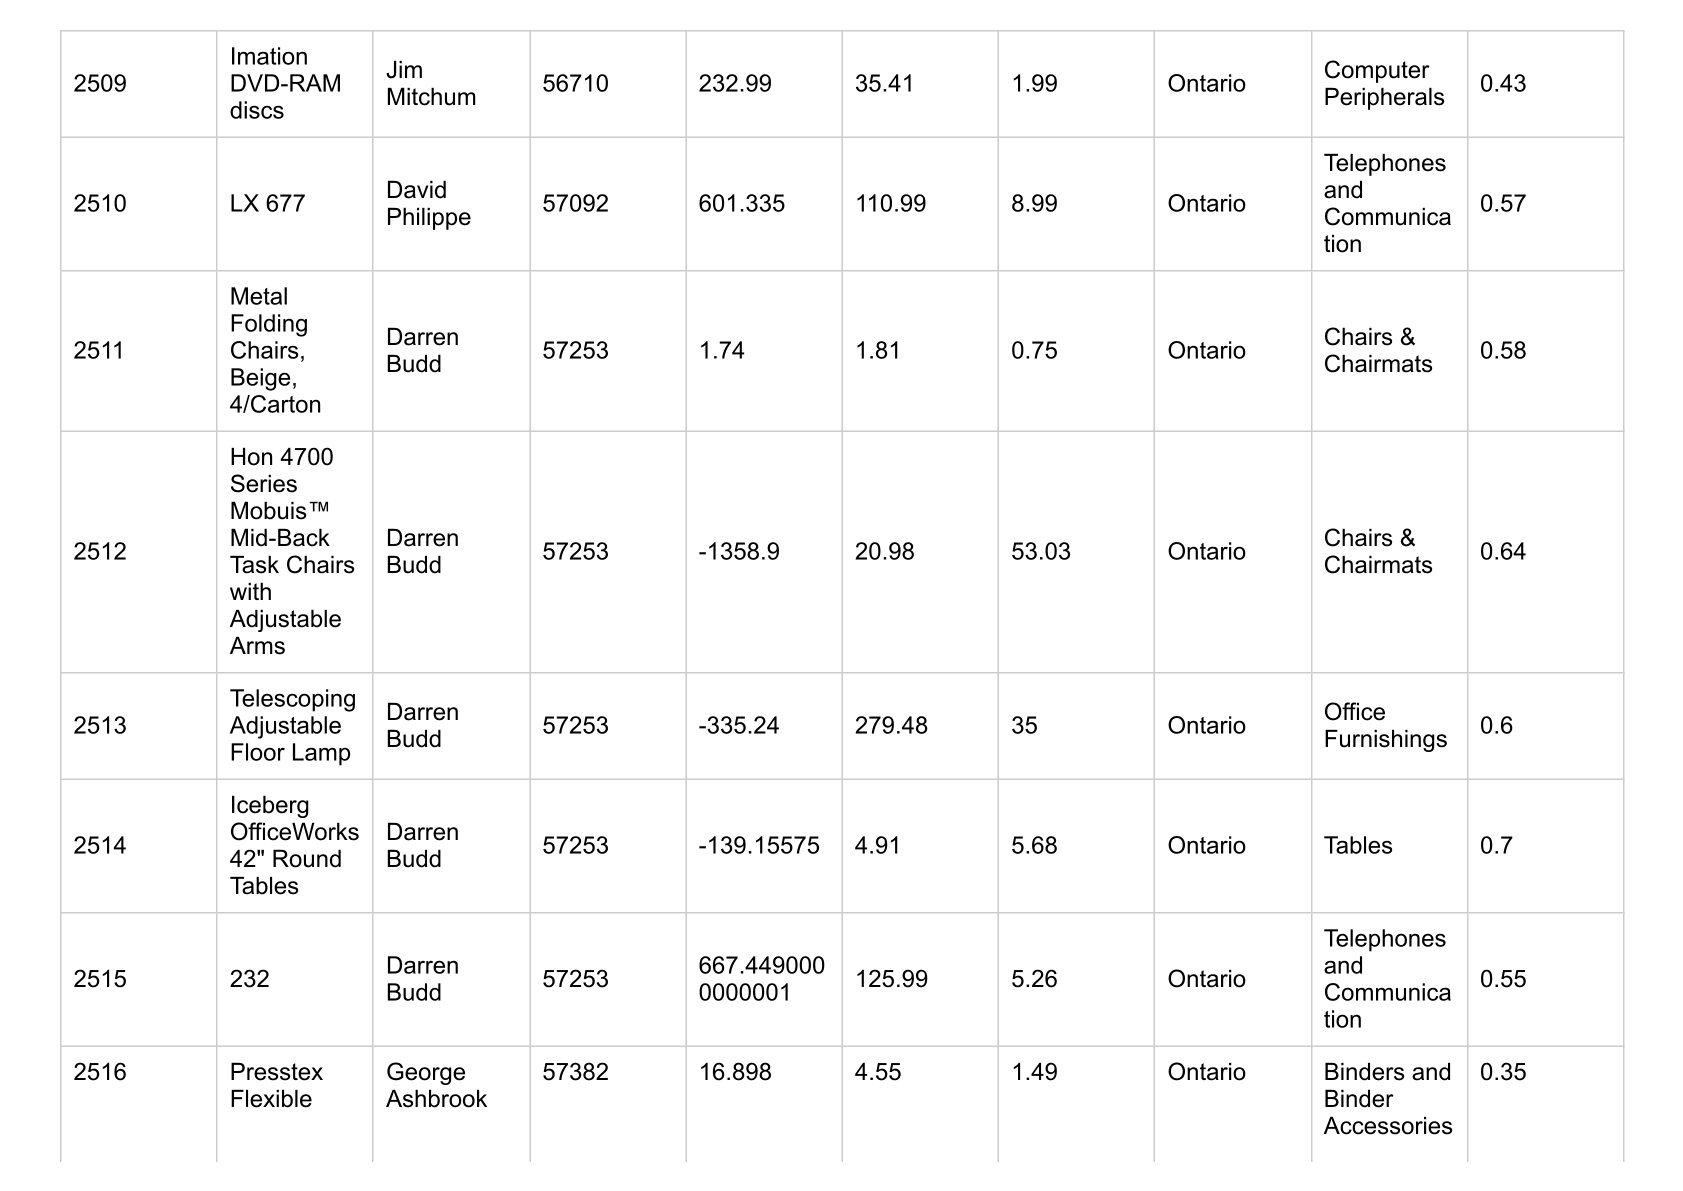 2509
Imation
DVD-RAM
discs
Jim
Mitchum
56710
232.99
35.41
1.99
Ontario
Computer
Peripherals
0.43
2510
LX 677
David
Philippe
57092
601.335
110.99
8.99
Ontario
Telephones
and
Communica
tion
0.57
2511
Metal
Folding
Chairs,
Beige,
4/Carton
Darren
Budd
57253
1.74
1.81
0.75
Ontario
Chairs &
Chairmats
0.58
2512
Hon 4700
Series
Mobuis™
Mid-Back
Task Chairs
with
Adjustable
Arms
Darren
Budd
57253
-1358.9
20.98
53.03
Ontario
Chairs &
Chairmats
0.64
2513
Telescoping
Adjustable
Floor Lamp
Darren
Budd
57253
-335.24
279.48
35
Ontario
Office
Furnishings
0.6
2514
Iceberg
OfficeWorks
42" Round
Tables
Darren
Budd
57253
-139.15575
4.91
5.68
Ontario
Tables
0.7
2515
232
Darren
Budd
57253
667.449000
0000001
125.99
5.26
Ontario
Telephones
and
Communica
tion
0.55
2516
Presstex
Flexible
George
Ashbrook
57382
16.898
4.55
1.49
Ontario
Binders and
Binder
Accessories
0.35